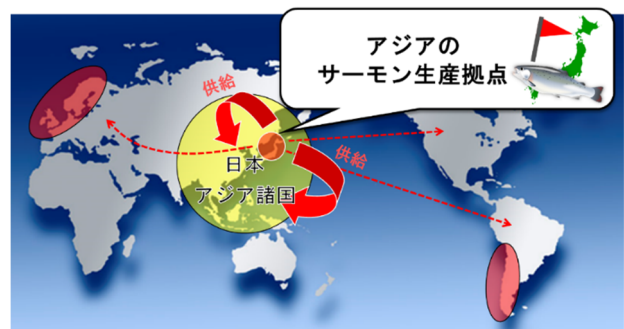 アジアの
サーモン生産拠点
供給
供給
日本
アジア諸国